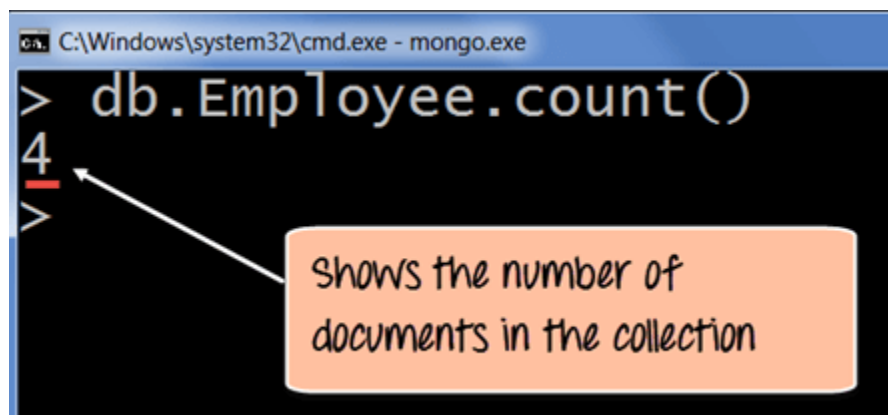 C:\Windows\system32\cmd.exe - mongo.exe
> db.Employee.count()
4
>
Shows the number of
documents in the collection